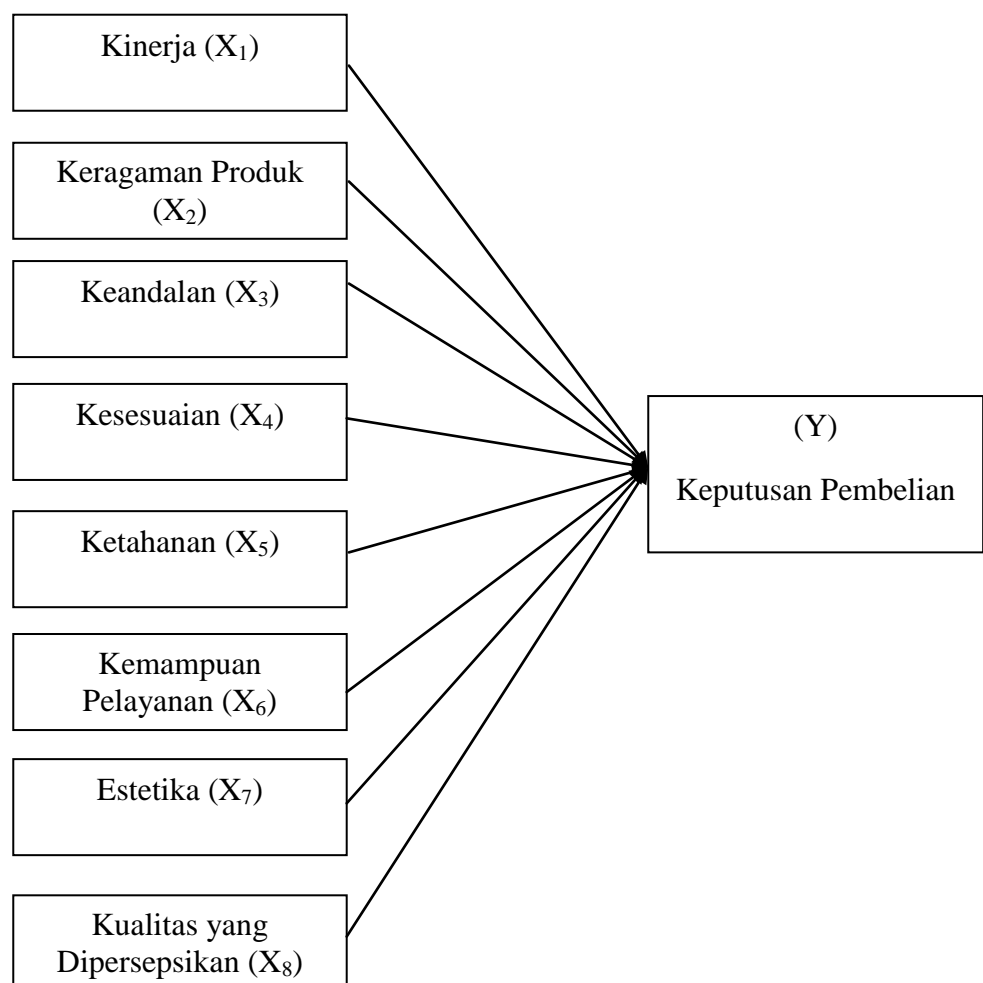 Kinerja (X₁)
Keragaman Produk
(X₂)
Keandalan (X₃)
Kesesuaian (X₄)
Ketahanan (X₅)
Kemampuan
Pelayanan (X₆)
Estetika (X₇)
Kualitas yang
Dipersepsikan (X₈)
(Y)
Keputusan Pembelian